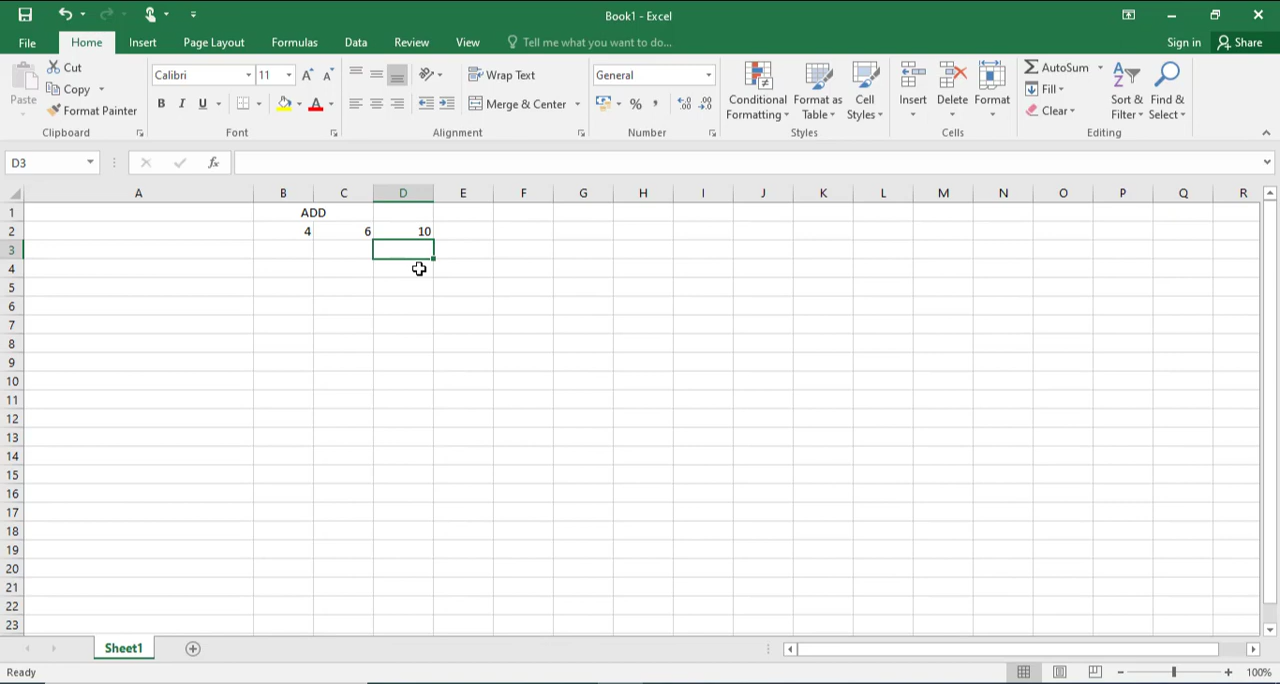 Book1 - Excel
File Home Insert Page Layout Formulas Data Review View Tell me what you want to do... Sign in Share
Paste Cut Copy Format Painter Clipboard
Calibri 11 B I U A Font
Wrap Text Merge & Center Alignment
General % , Number
Conditional Formatting Format as Table Cell Styles Styles
Insert Delete Format Cells
AutoSum Fill Clear Sort & Filter Find & Select Editing
D3 fx
A B C D E F G H I J K L M N O P Q R
1 ADD
2 4 6 10
3
4
5
6
7
8
9
10
11
12
13
14
15
16
17
18
19
20
21
22
23
Sheet1
Ready 100%